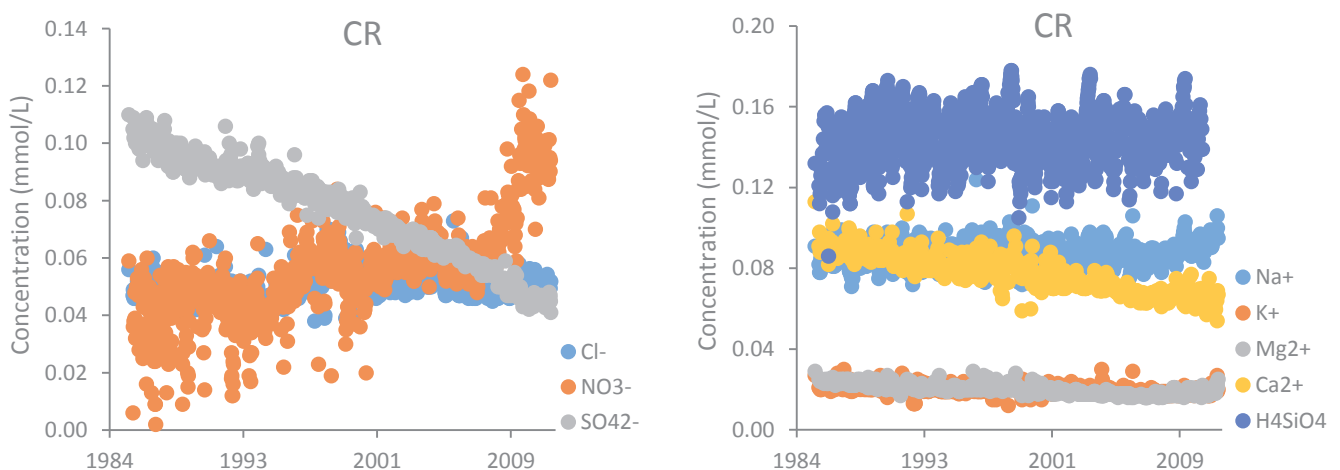 CR
Concentration (mmol/L)
0.14
0.12
0.10
0.08
0.06
0.04
0.02
0.00
1984
1993
2001
2009
Cl-
NO3-
SO42-
CR
Concentration (mmol/L)
0.20
0.16
0.12
0.08
0.04
0.00
1984
1993
2001
2009
Na+
K+
Mg2+
Ca2+
H4SiO4